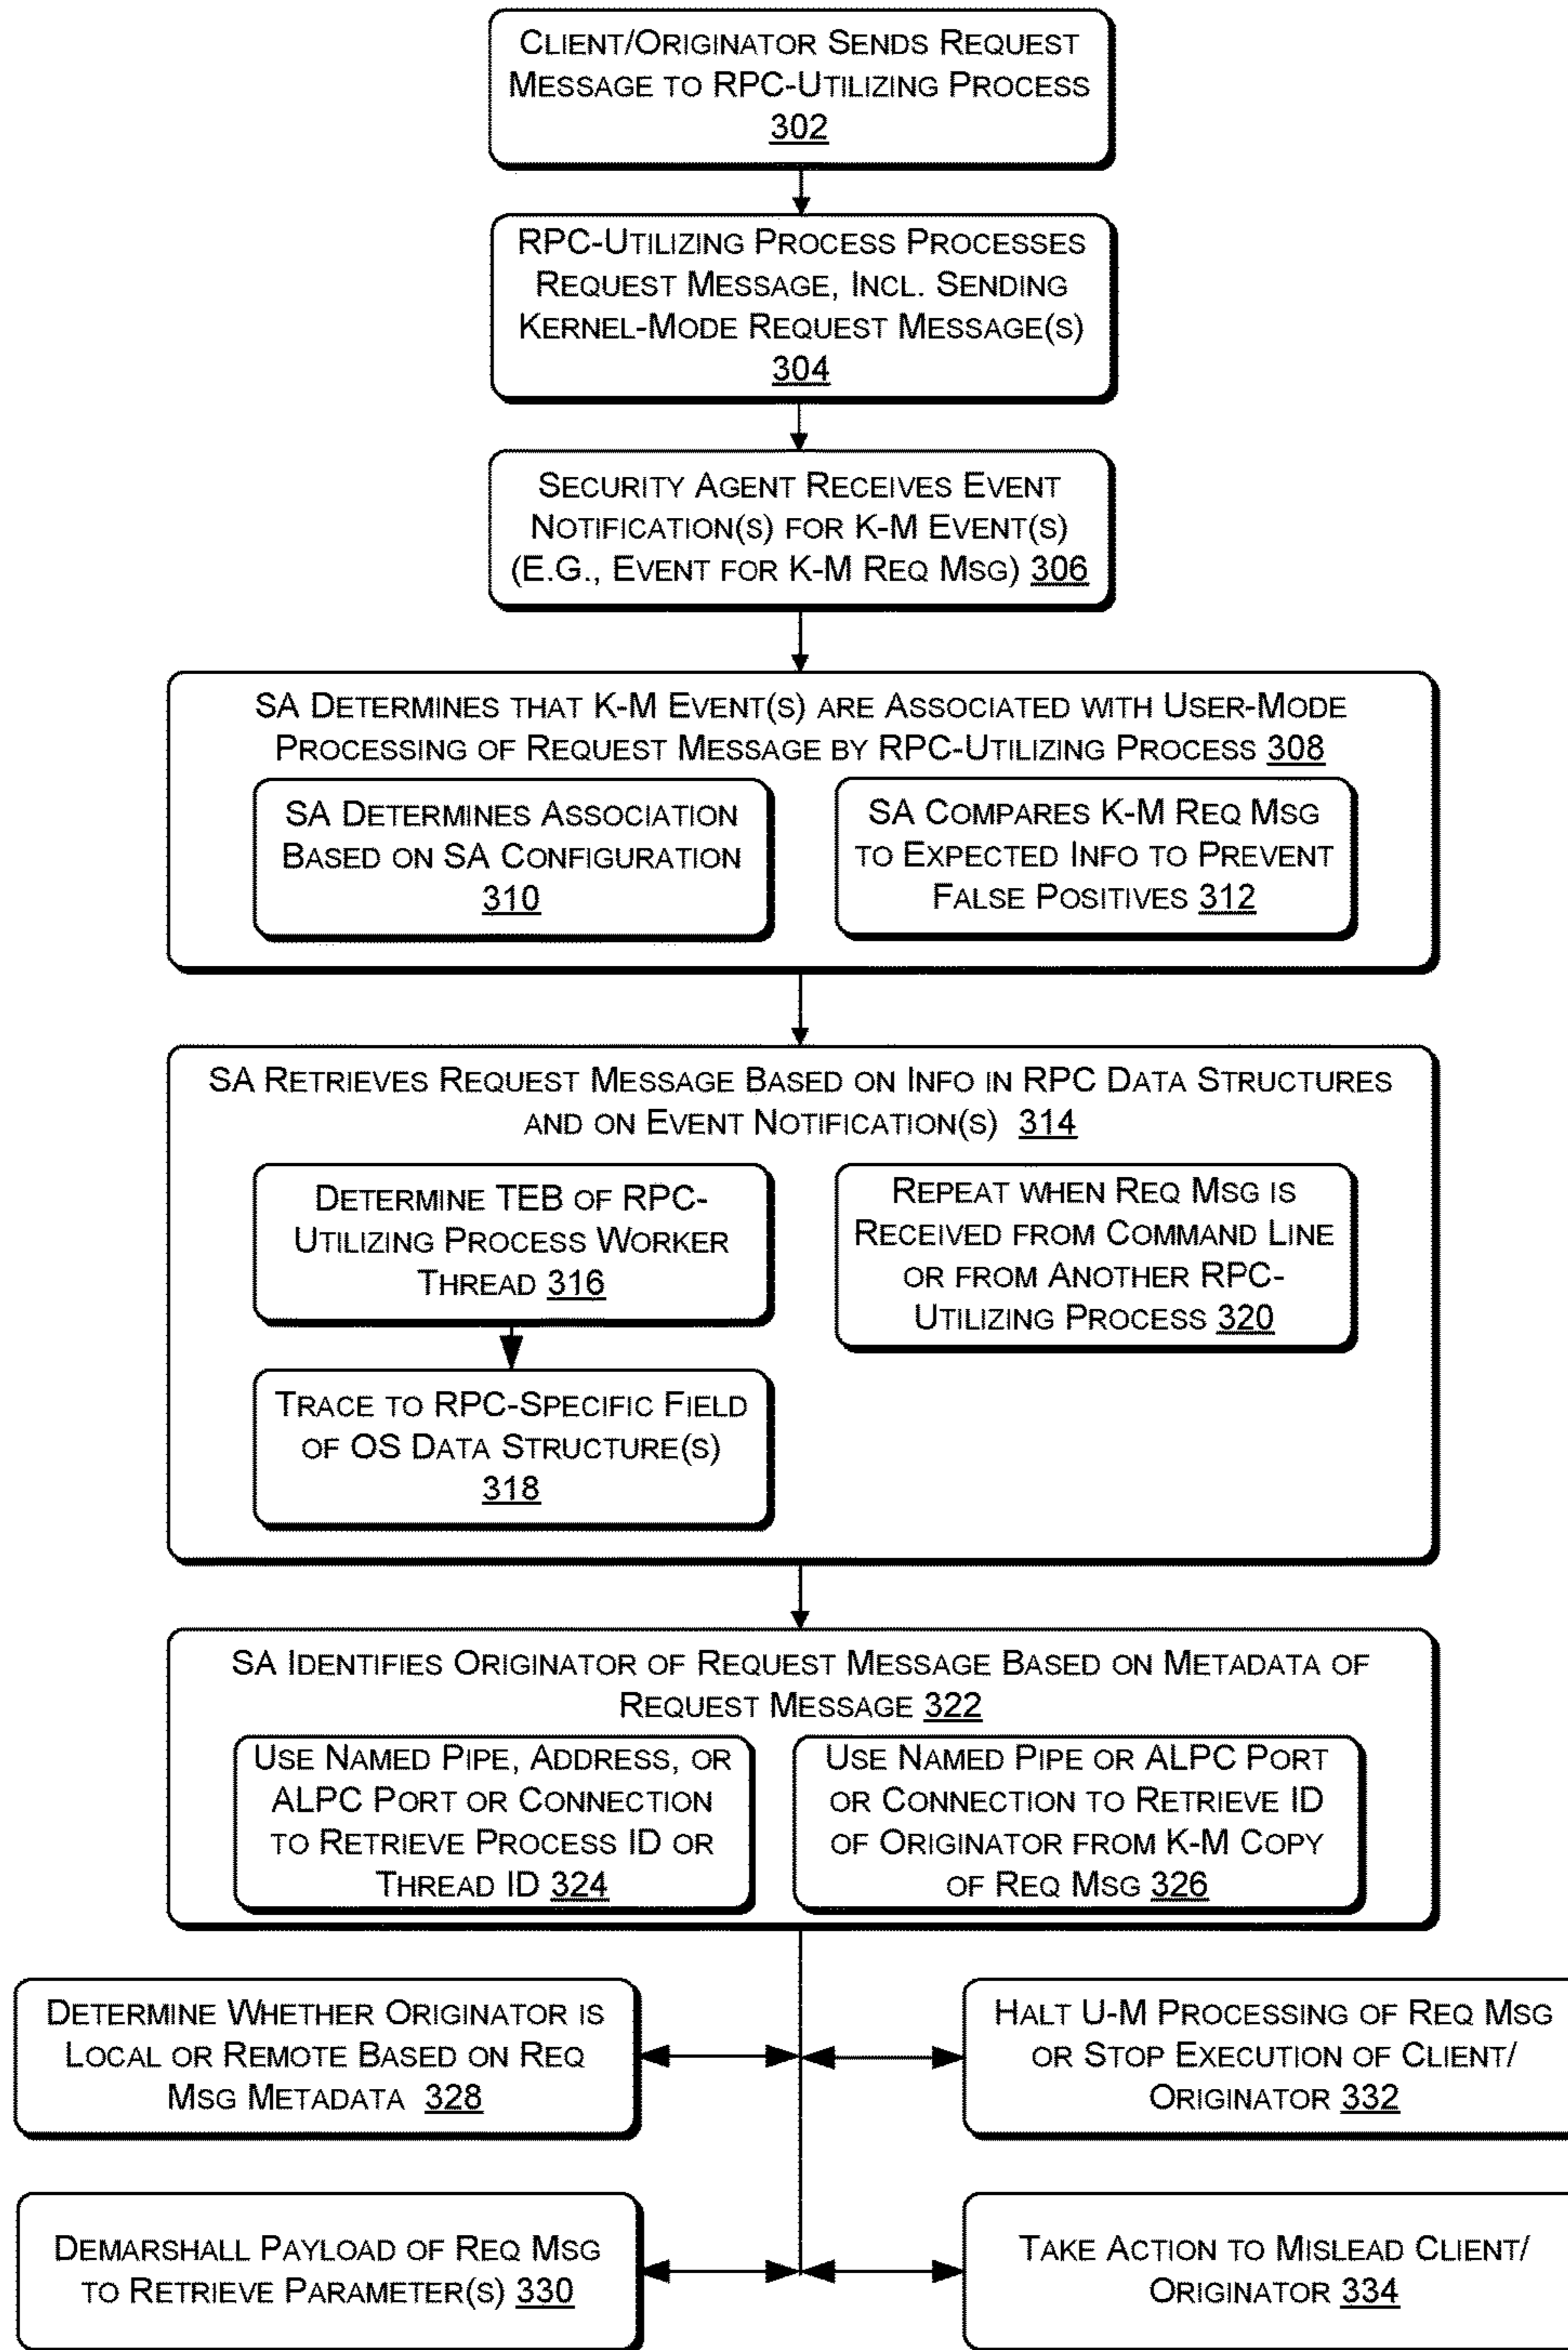 CLIENT/ORIGINATOR SENDS REQUEST
MESSAGE TO RPC-UTILIZING PROCESS
302
RPC-UTILIZING PROCESS PROCESSES
REQUEST MESSAGE, INCL. SENDING
KERNEL-MODE REQUEST MESSAGE(S)
304
SECURITY AGENT RECEIVES EVENT
NOTIFICATION(S) FOR K-M EVENT(S)
(E.G., EVENT FOR K-M REQ MSG) 306
SA DETERMINES THAT K-M EVENT(S) ARE ASSOCIATED WITH USER-MODE
PROCESSING OF REQUEST MESSAGE BY RPC-UTILIZING PROCESS 308
SA DETERMINES ASSOCIATION
BASED ON SA CONFIGURATION
310
SA COMPARES K-M REQ MSG
TO EXPECTED INFO TO PREVENT
FALSE POSITIVES 312
SA RETRIEVES REQUEST MESSAGE BASED ON INFO IN RPC DATA STRUCTURES
AND ON EVENT NOTIFICATION(S) 314
DETERMINE TEB OF RPC-
UTILIZING PROCESS WORKER
THREAD 316
TRACE TO RPC-SPECIFIC FIELD
OF OS DATA STRUCTURE(S)
318
REPEAT WHEN REQ MSG IS
RECEIVED FROM COMMAND LINE
OR FROM ANOTHER RPC-
UTILIZING PROCESS 320
SA IDENTIFIES ORIGINATOR OF REQUEST MESSAGE BASED ON METADATA OF
REQUEST MESSAGE 322
USE NAMED PIPE, ADDRESS, OR
ALPC PORT OR CONNECTION
TO RETRIEVE PROCESS ID OR
THREAD ID 324
USE NAMED PIPE OR ALPC PORT
OR CONNECTION TO RETRIEVE ID
OF ORIGINATOR FROM K-M COPY
OF REQ MSG 326
DETERMINE WHETHER ORIGINATOR IS
LOCAL OR REMOTE BASED ON REQ
MSG METADATA 328
HALT U-M PROCESSING OF REQ MSG
OR STOP EXECUTION OF CLIENT/
ORIGINATOR 332
DEMARSHALL PAYLOAD OF REQ MSG
TO RETRIEVE PARAMETER(S) 330
TAKE ACTION TO MISLEAD CLIENT/
ORIGINATOR 334